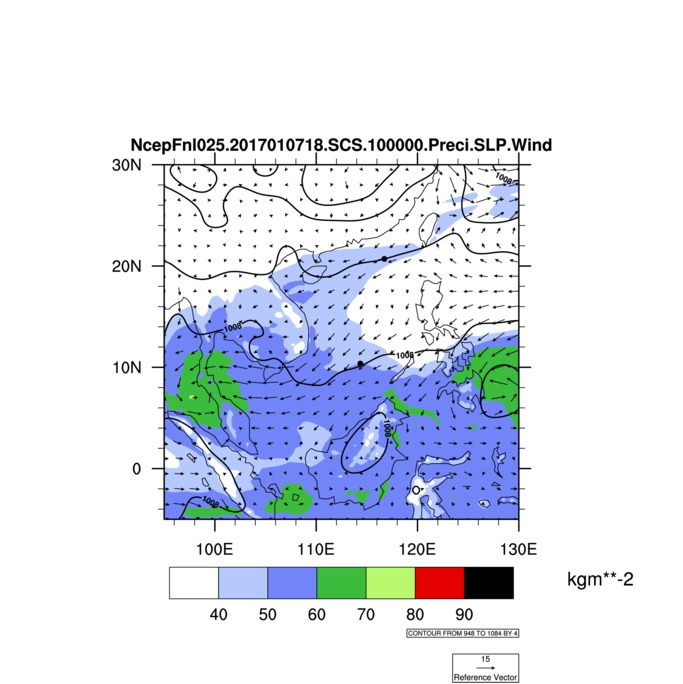 NcepFnl025.2017010718.SCS.100000.Preci.SLP.Wind
30N
1008
20N
1008
1008
10N
1008
0
1008
100E 110E 120E 130E
kgm**-2
40 50 60 70 80 90
CONTOUR FROM 948 TO 1084 BY 4
15
Reference Vector